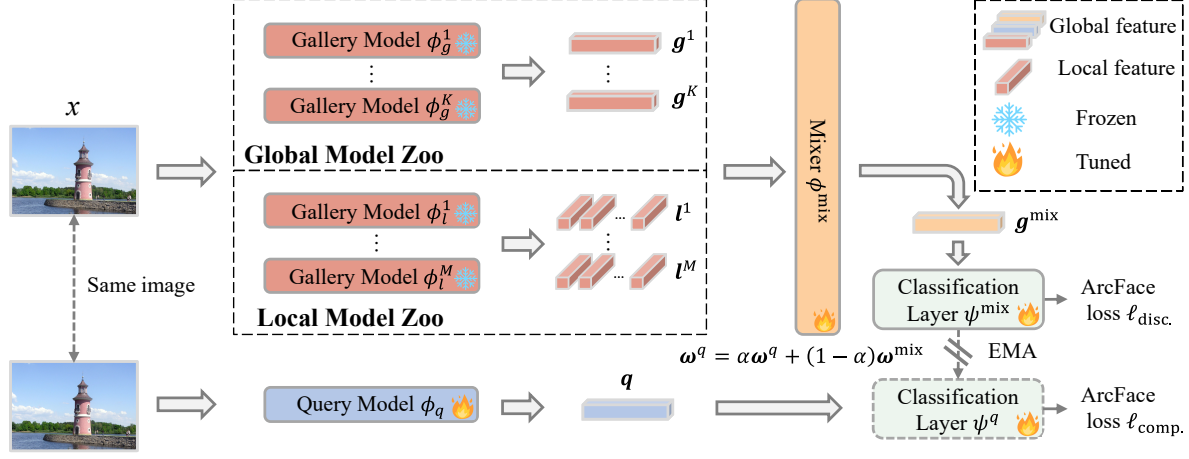 x
Gallery Model ϕ_g^1
⋮
Gallery Model ϕ_g^K
Global Model Zoo
g^1
⋮
g^K
Gallery Model ϕ_l^1
⋮
Gallery Model ϕ_l^M
Local Model Zoo
... l^1
⋮
... l^M
Mixer ϕ^mix
Global feature
Local feature
Frozen
Tuned
g^mix
Same image
Classification
Layer ψ^mix
ArcFace
loss ℓ_disc.
ω^q = αω^q + (1 − α)ω^mix
EMA
Query Model ϕ_q
q
Classification
Layer ψ^q
ArcFace
loss ℓ_comp.